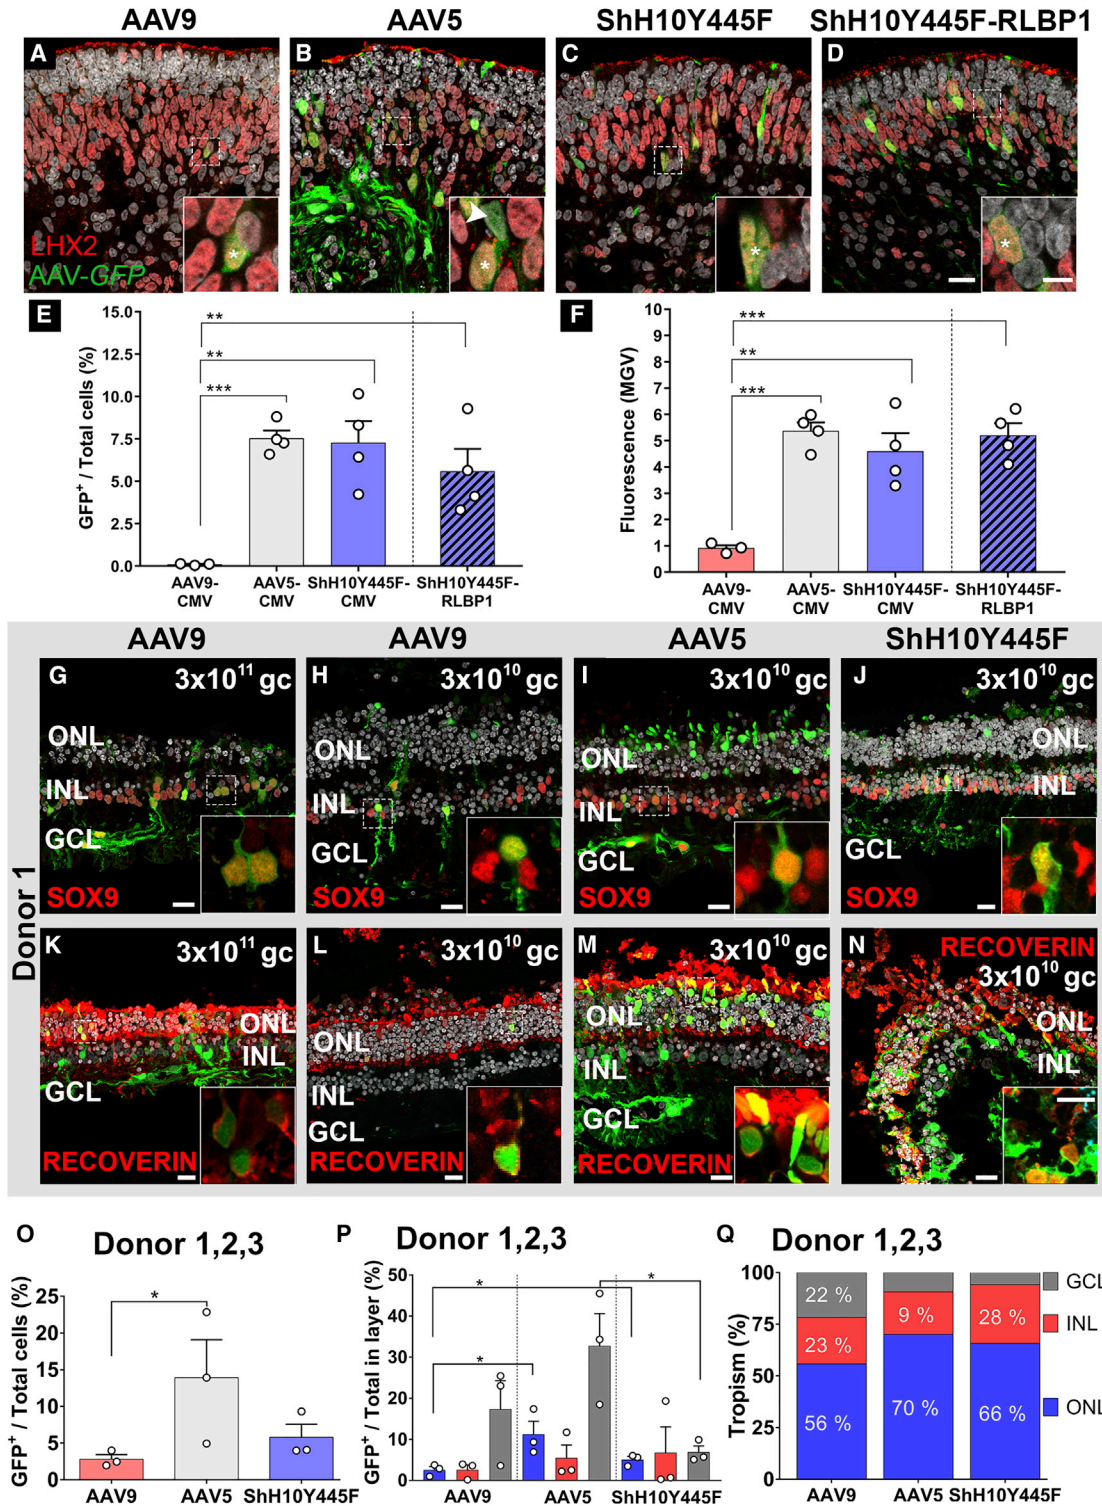 AAV9 AAV5 ShH10Y445F ShH10Y445F-RLBP1
A B C D
LHX2
AAV-GFP
* * * *
E F
GFP+ / Total cells (%)
15.0
12.5
10.0
7.5
5.0
2.5
0.0
**
**
***
AAV9-CMV AAV5-CMV ShH10Y445F-CMV ShH10Y445F-RLBP1
Fluorescence (MGV)
10
9
8
7
6
5
4
3
2
1
0
***
**
***
AAV9-CMV AAV5-CMV ShH10Y445F-CMV ShH10Y445F-RLBP1
AAV9 AAV9 AAV5 ShH10Y445F
Donor 1
G 3x10¹¹ gc
ONL
INL
GCL
SOX9
H 3x10¹⁰ gc
ONL
INL
GCL
SOX9
I 3x10¹⁰ gc
ONL
INL
GCL
SOX9
J 3x10¹⁰ gc
ONL
INL
GCL
SOX9
K 3x10¹¹ gc
ONL
INL
GCL
RECOVERIN
L 3x10¹⁰ gc
ONL
INL
GCL
RECOVERIN
M 3x10¹⁰ gc
ONL
INL
GCL
RECOVERIN
N RECOVERIN
3x10¹⁰ gc
ONL
INL
O Donor 1,2,3
GFP+ / Total cells (%)
25
20
15
10
5
0
*
AAV9 AAV5 ShH10Y445F
P Donor 1,2,3
GFP+ / Total in layer (%)
50
40
30
20
10
0
* *
*
AAV9 AAV5 ShH10Y445F
Q Donor 1,2,3
Tropism (%)
100
75
50
25
0
22 %
23 %
56 %
9 %
70 %
28 %
66 %
GCL
INL
ONL
AAV9 AAV5 ShH10Y445F